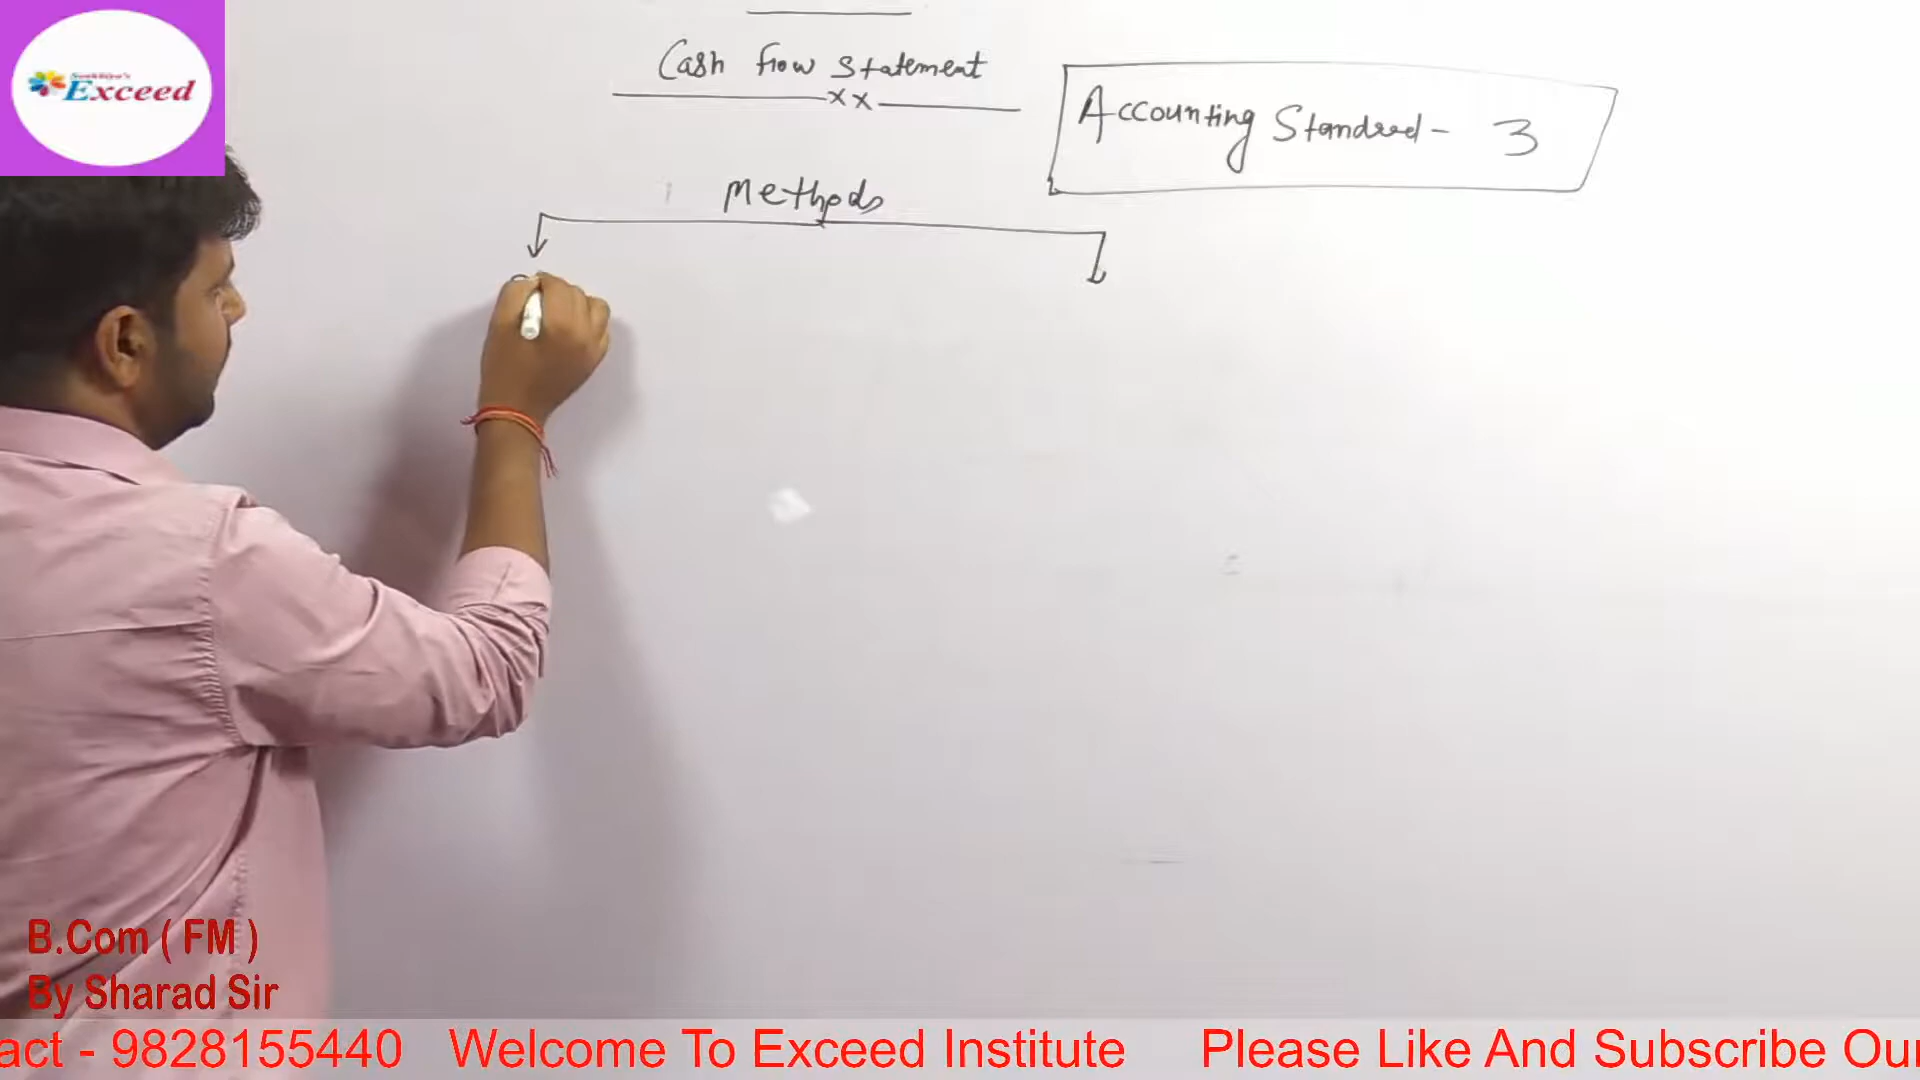 Exceed
Cash Flow Statement
x x
Accounting Standard - 3
Methods
B.Com ( FM )
By Sharad Sir
act - 9828155440 Welcome To Exceed Institute Please Like And Subscribe Our